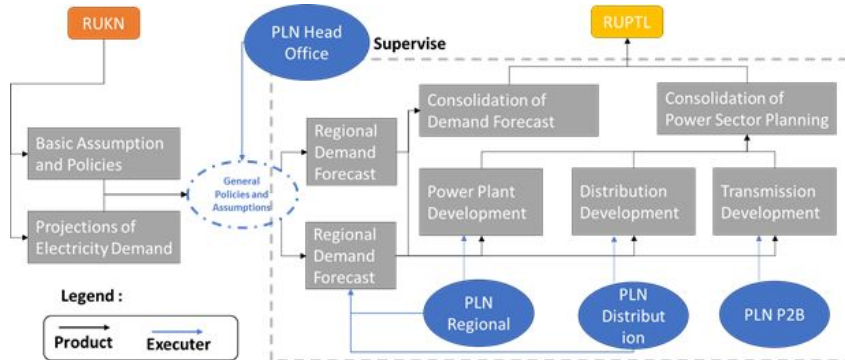 RUKN
PLN Head
Office
Supervise
RUPTL
Basic Assumption
and Policies
Projections of
Electricity Demand
General
Policies and
Assumptions
Regional
Demand
Forecast
Regional
Demand
Forecast
Consolidation of
Demand Forecast
Consolidation of
Power Sector Planning
Power Plant
Development
Distribution
Development
Transmission
Development
PLN
Regional
PLN
Distribut
ion
PLN P2B
Legend :
Product
Executer